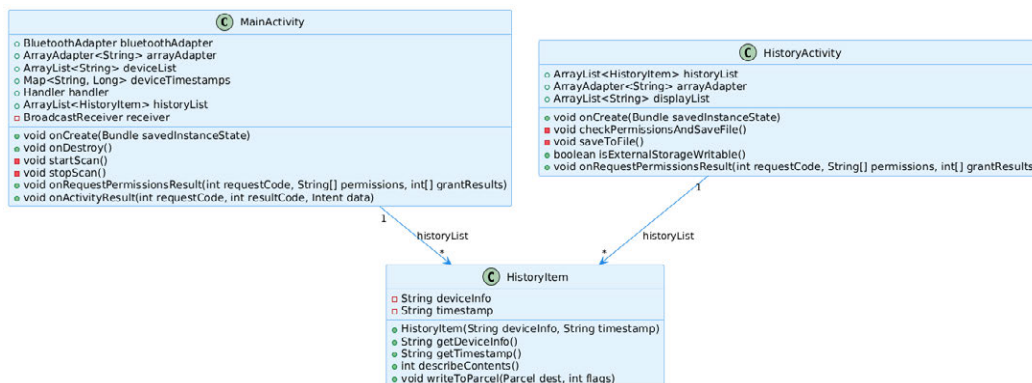 C MainActivity
BluetoothAdapter bluetoothAdapter
ArrayAdapter<String> arrayAdapter
ArrayList<String> deviceList
Map<String, Long> deviceTimestamps
Handler handler
ArrayList<HistoryItem> historyList
BroadcastReceiver receiver
void onCreate(Bundle savedInstanceState)
void onDestroy()
void startScan()
void stopScan()
void onRequestPermissionsResult(int requestCode, String[] permissions, int[] grantResults)
void onActivityResult(int requestCode, int resultCode, Intent data)
C HistoryActivity
ArrayList<HistoryItem> historyList
ArrayAdapter<String> arrayAdapter
ArrayList<String> displayList
void onCreate(Bundle savedInstanceState)
void checkPermissionsAndSaveFile()
void saveToFile()
boolean isExternalStorageWritable()
void onRequestPermissionsResult(int requestCode, String[] permissions, int[] grantResults
1
historyList
*
1
historyList
*
C HistoryItem
String deviceInfo
String timestamp
HistoryItem(String deviceInfo, String timestamp)
String getDeviceInfo()
String getTimestamp()
int describeContents()
void writeToParcel(Parcel dest, int flags)